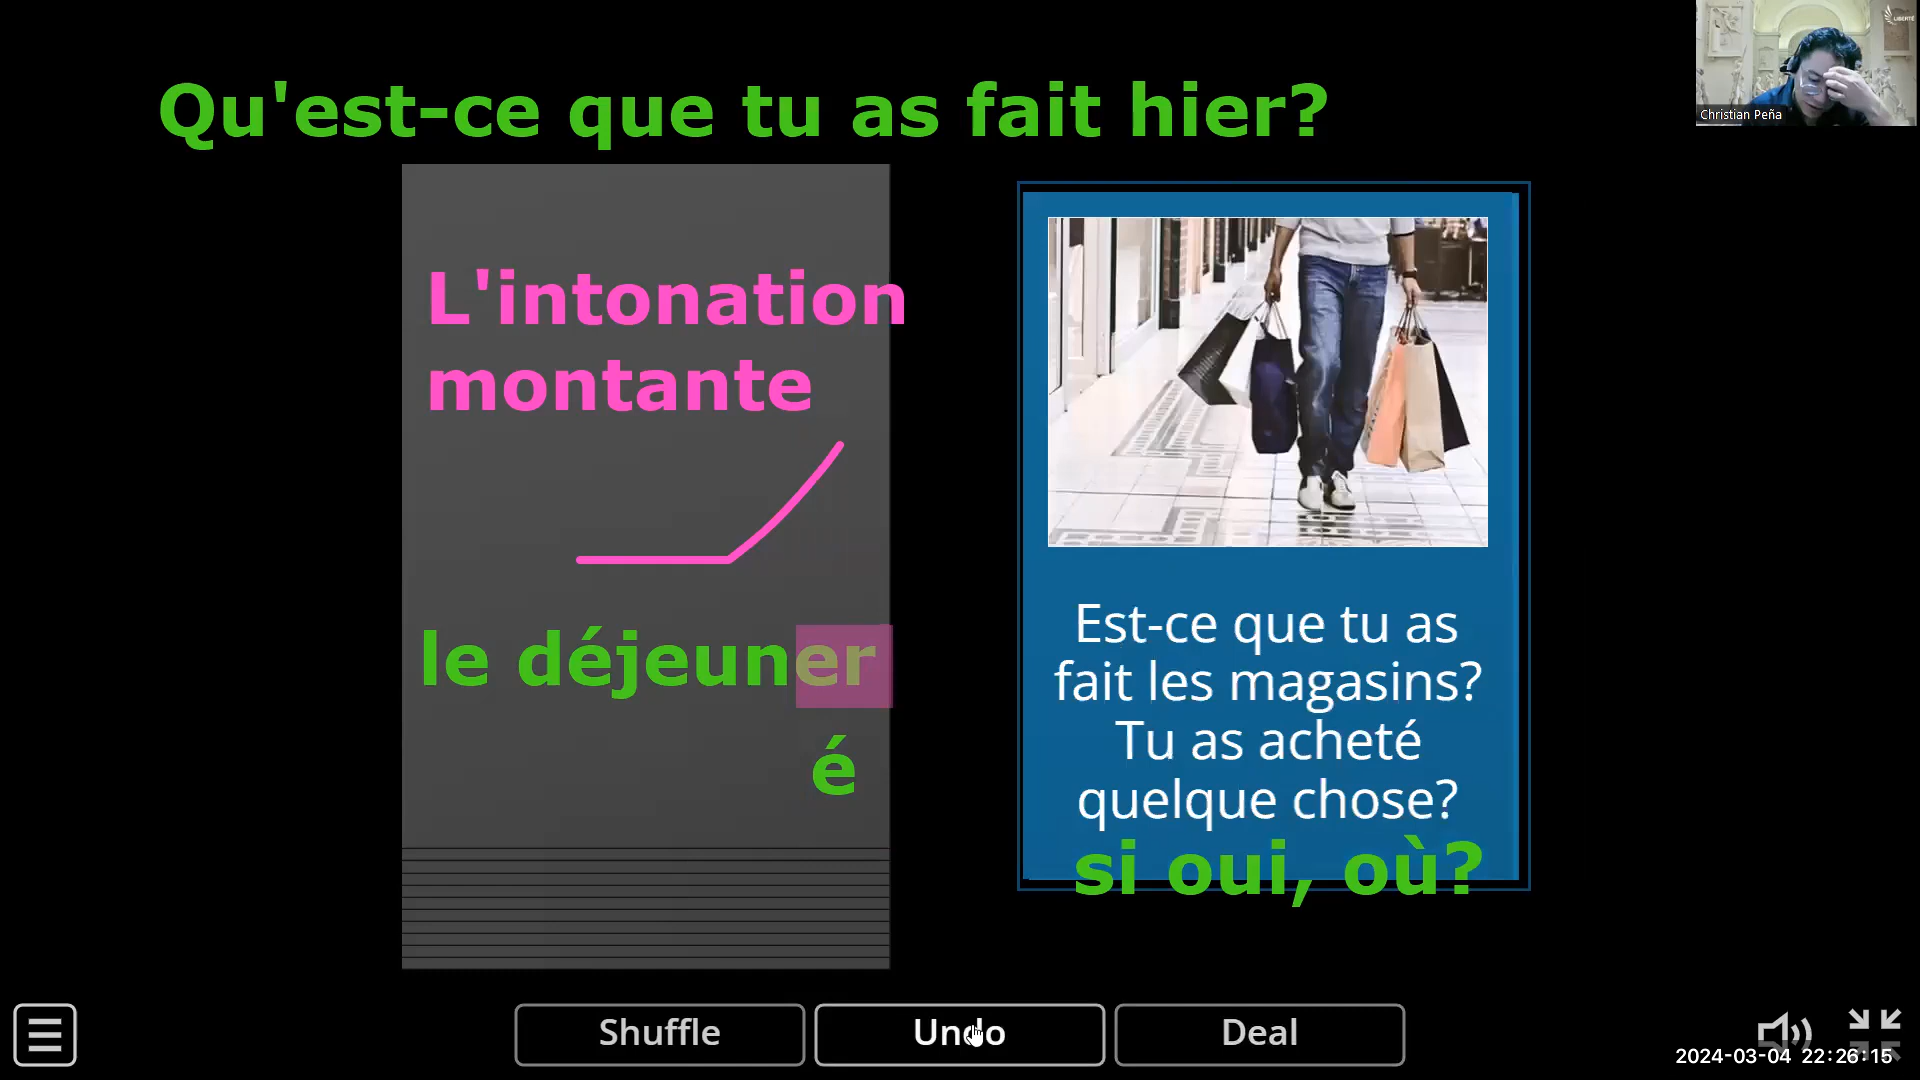 LIBERTÉ
Christian Peña
Qu'est-ce que tu as fait hier?
L'intonation
montante
le déjeuner
é
Est-ce que tu as
fait les magasins?
Tu as acheté
quelque chose?
si oui, où?
Shuffle
Undo
Deal
2024-03-04 22:26:15